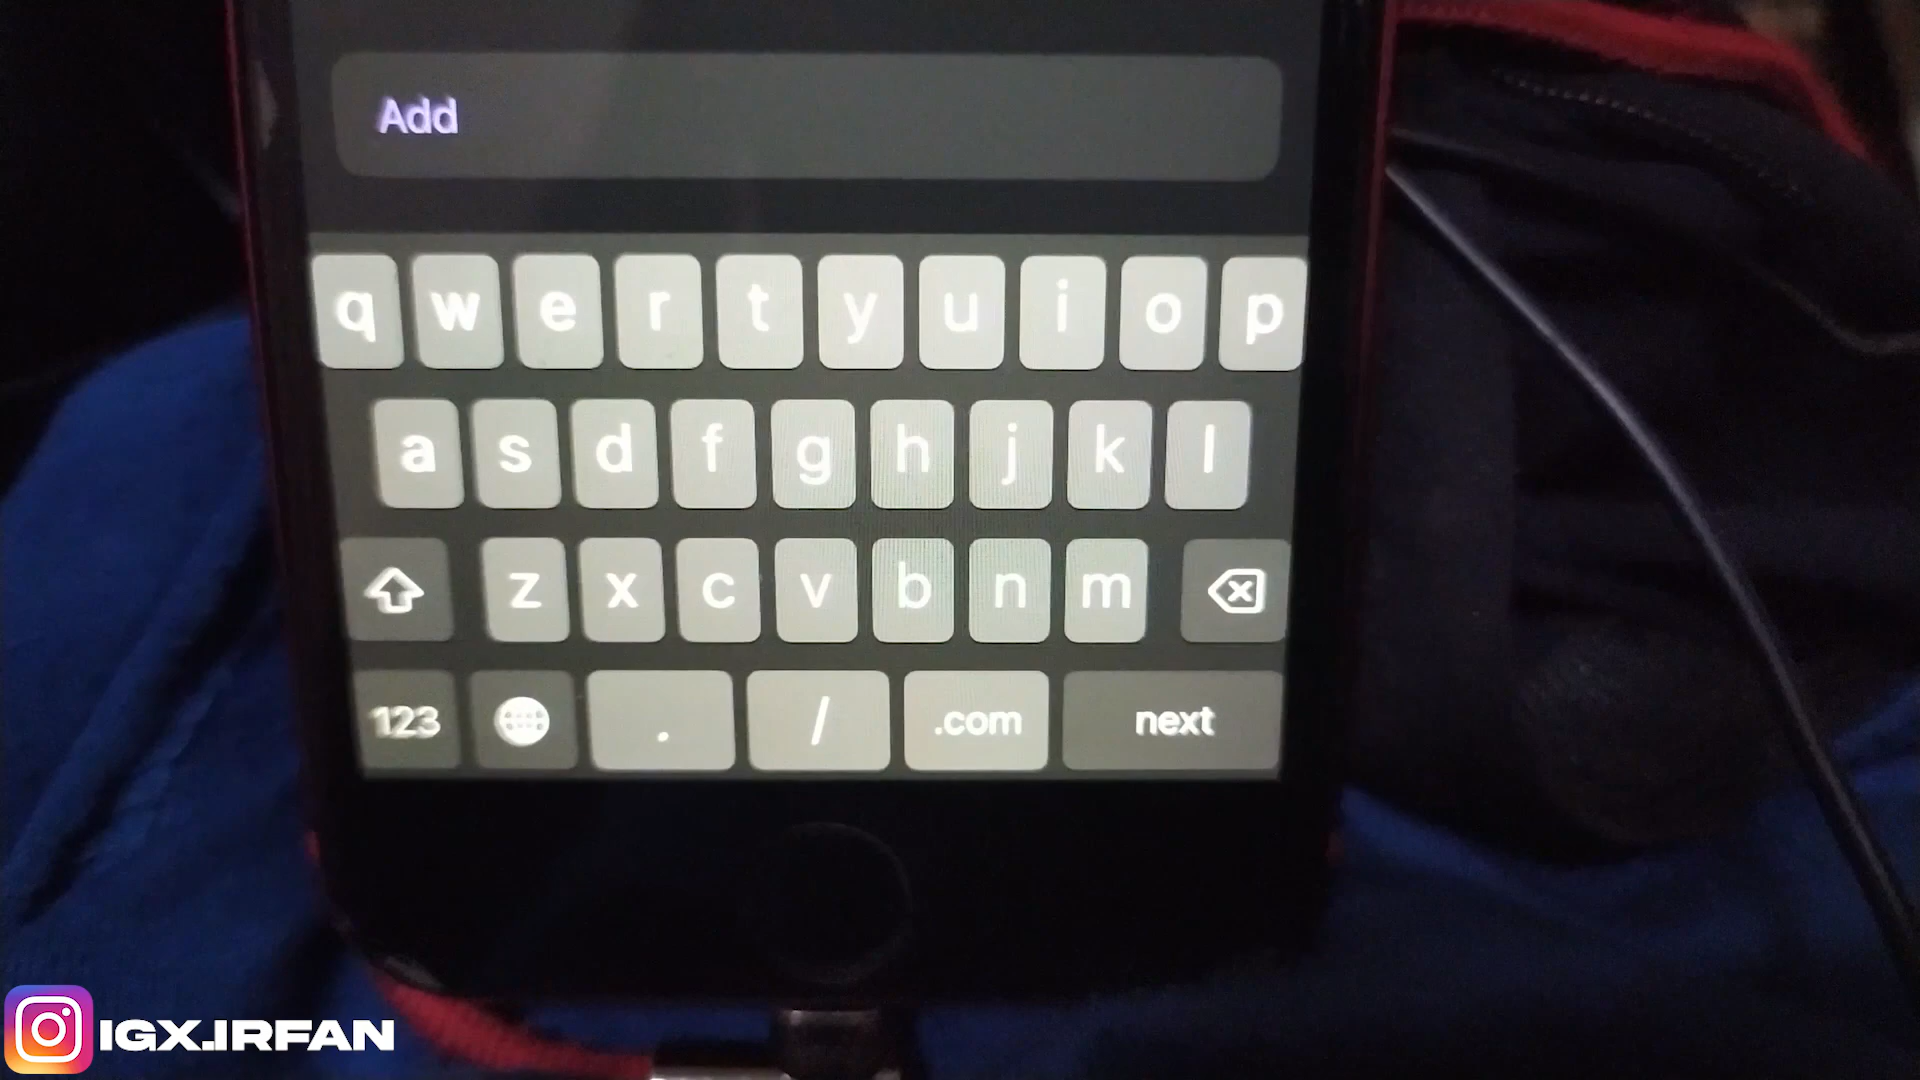 Add
q w e r t y u i o p
a s d f g h j k l
z x c v b n m
123 . / .com next
IGX.IRFAN